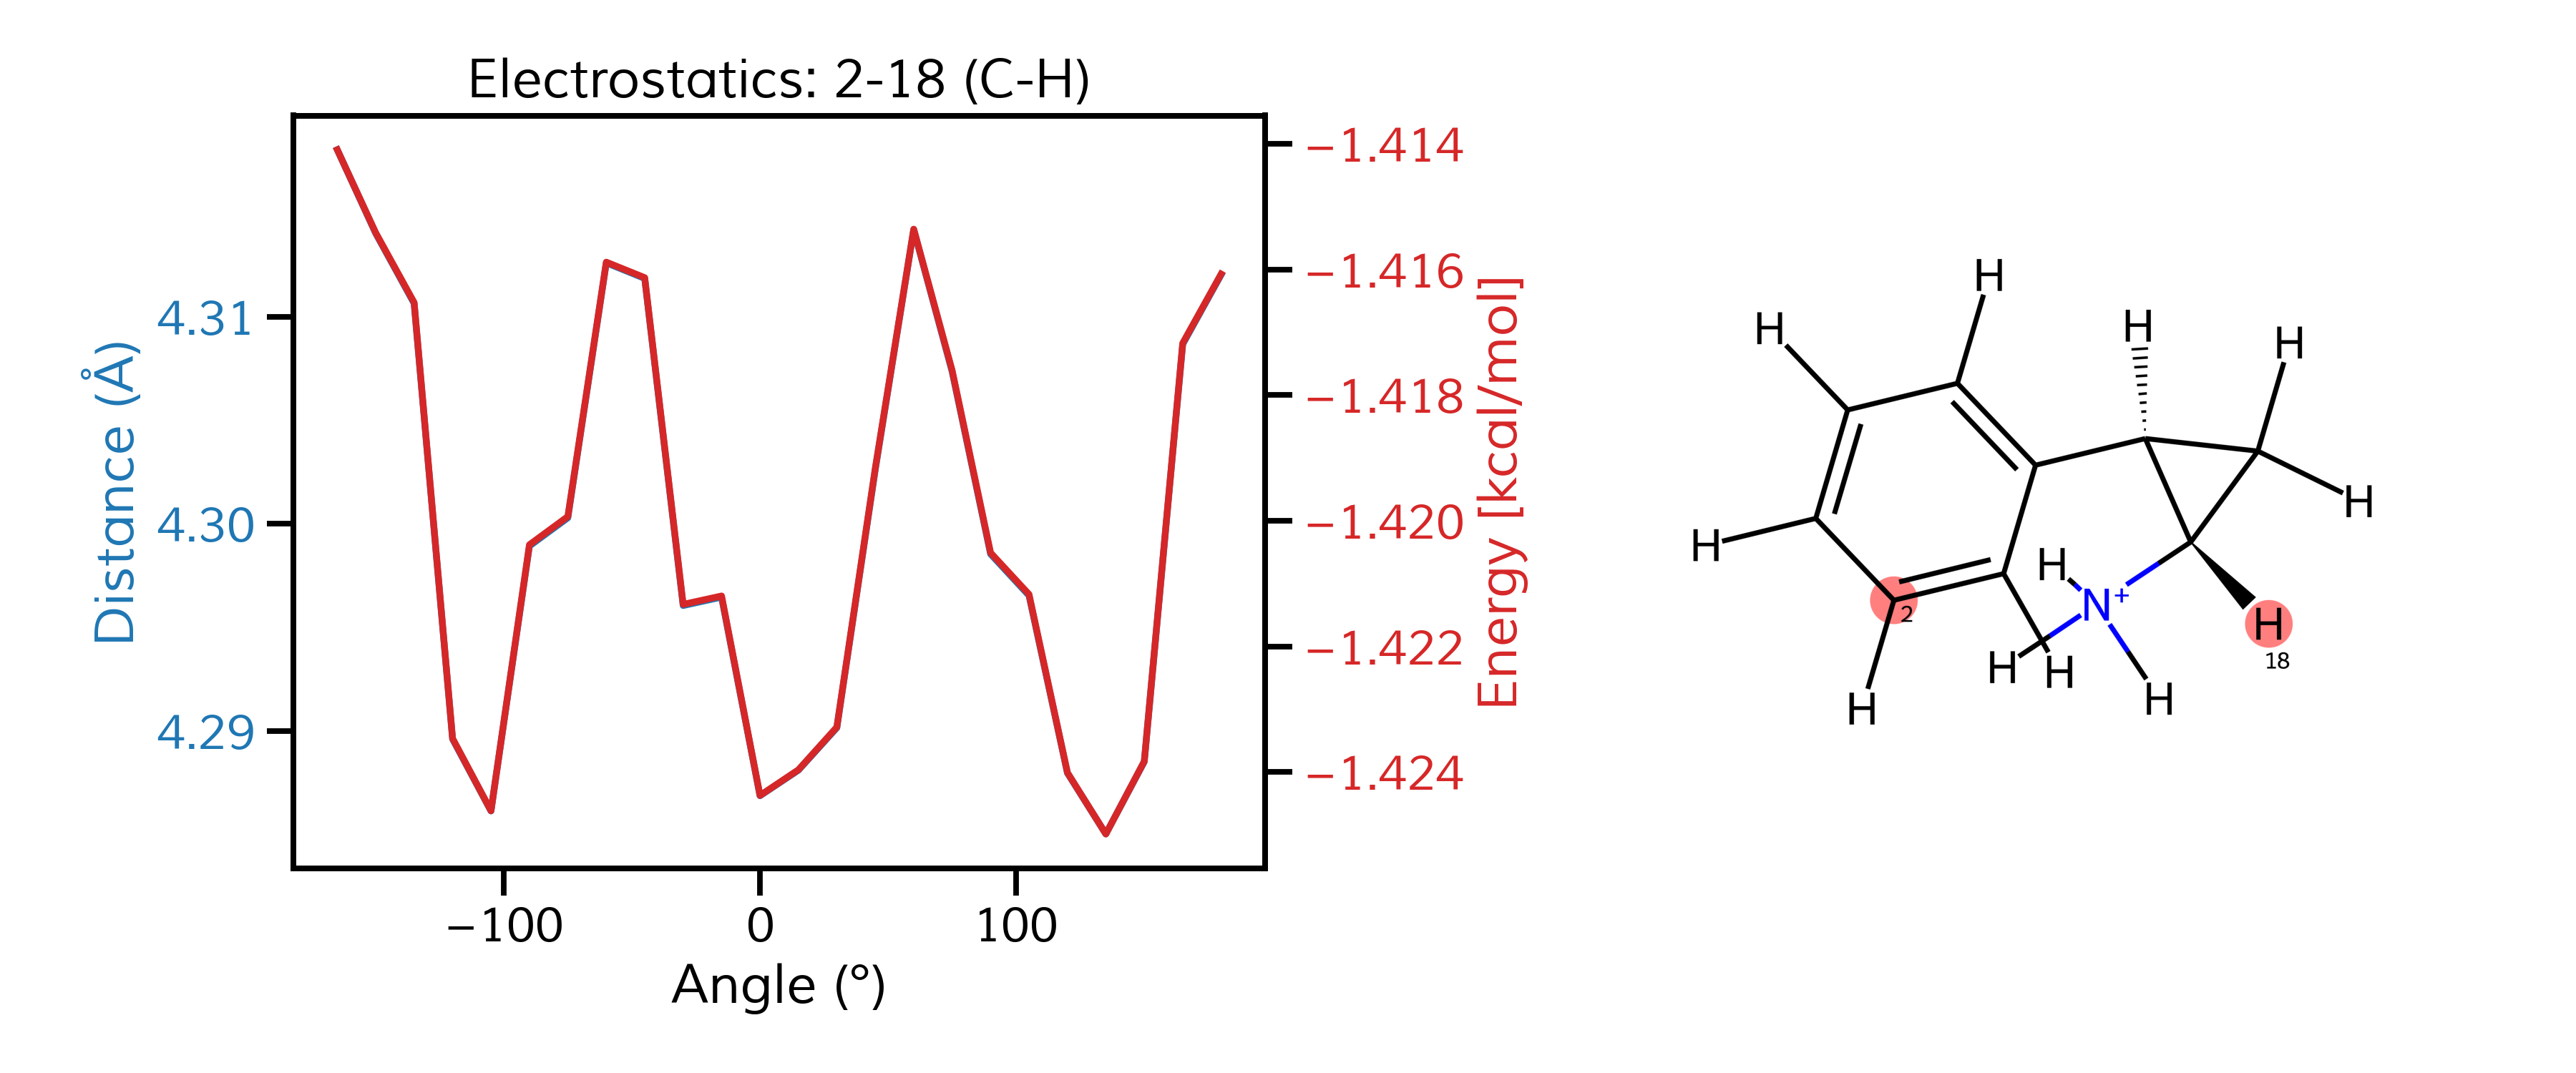 Electrostatics: 2-18 (C-H)
Distance (Å)
4.31
4.30
4.29
−1.414
−1.416
−1.418
−1.420
−1.422
−1.424
Energy [kcal/mol]
−100 0 100
Angle (°)
H
H
H
H
H
H
H
H
N+
2
H
18
H
H
H
H